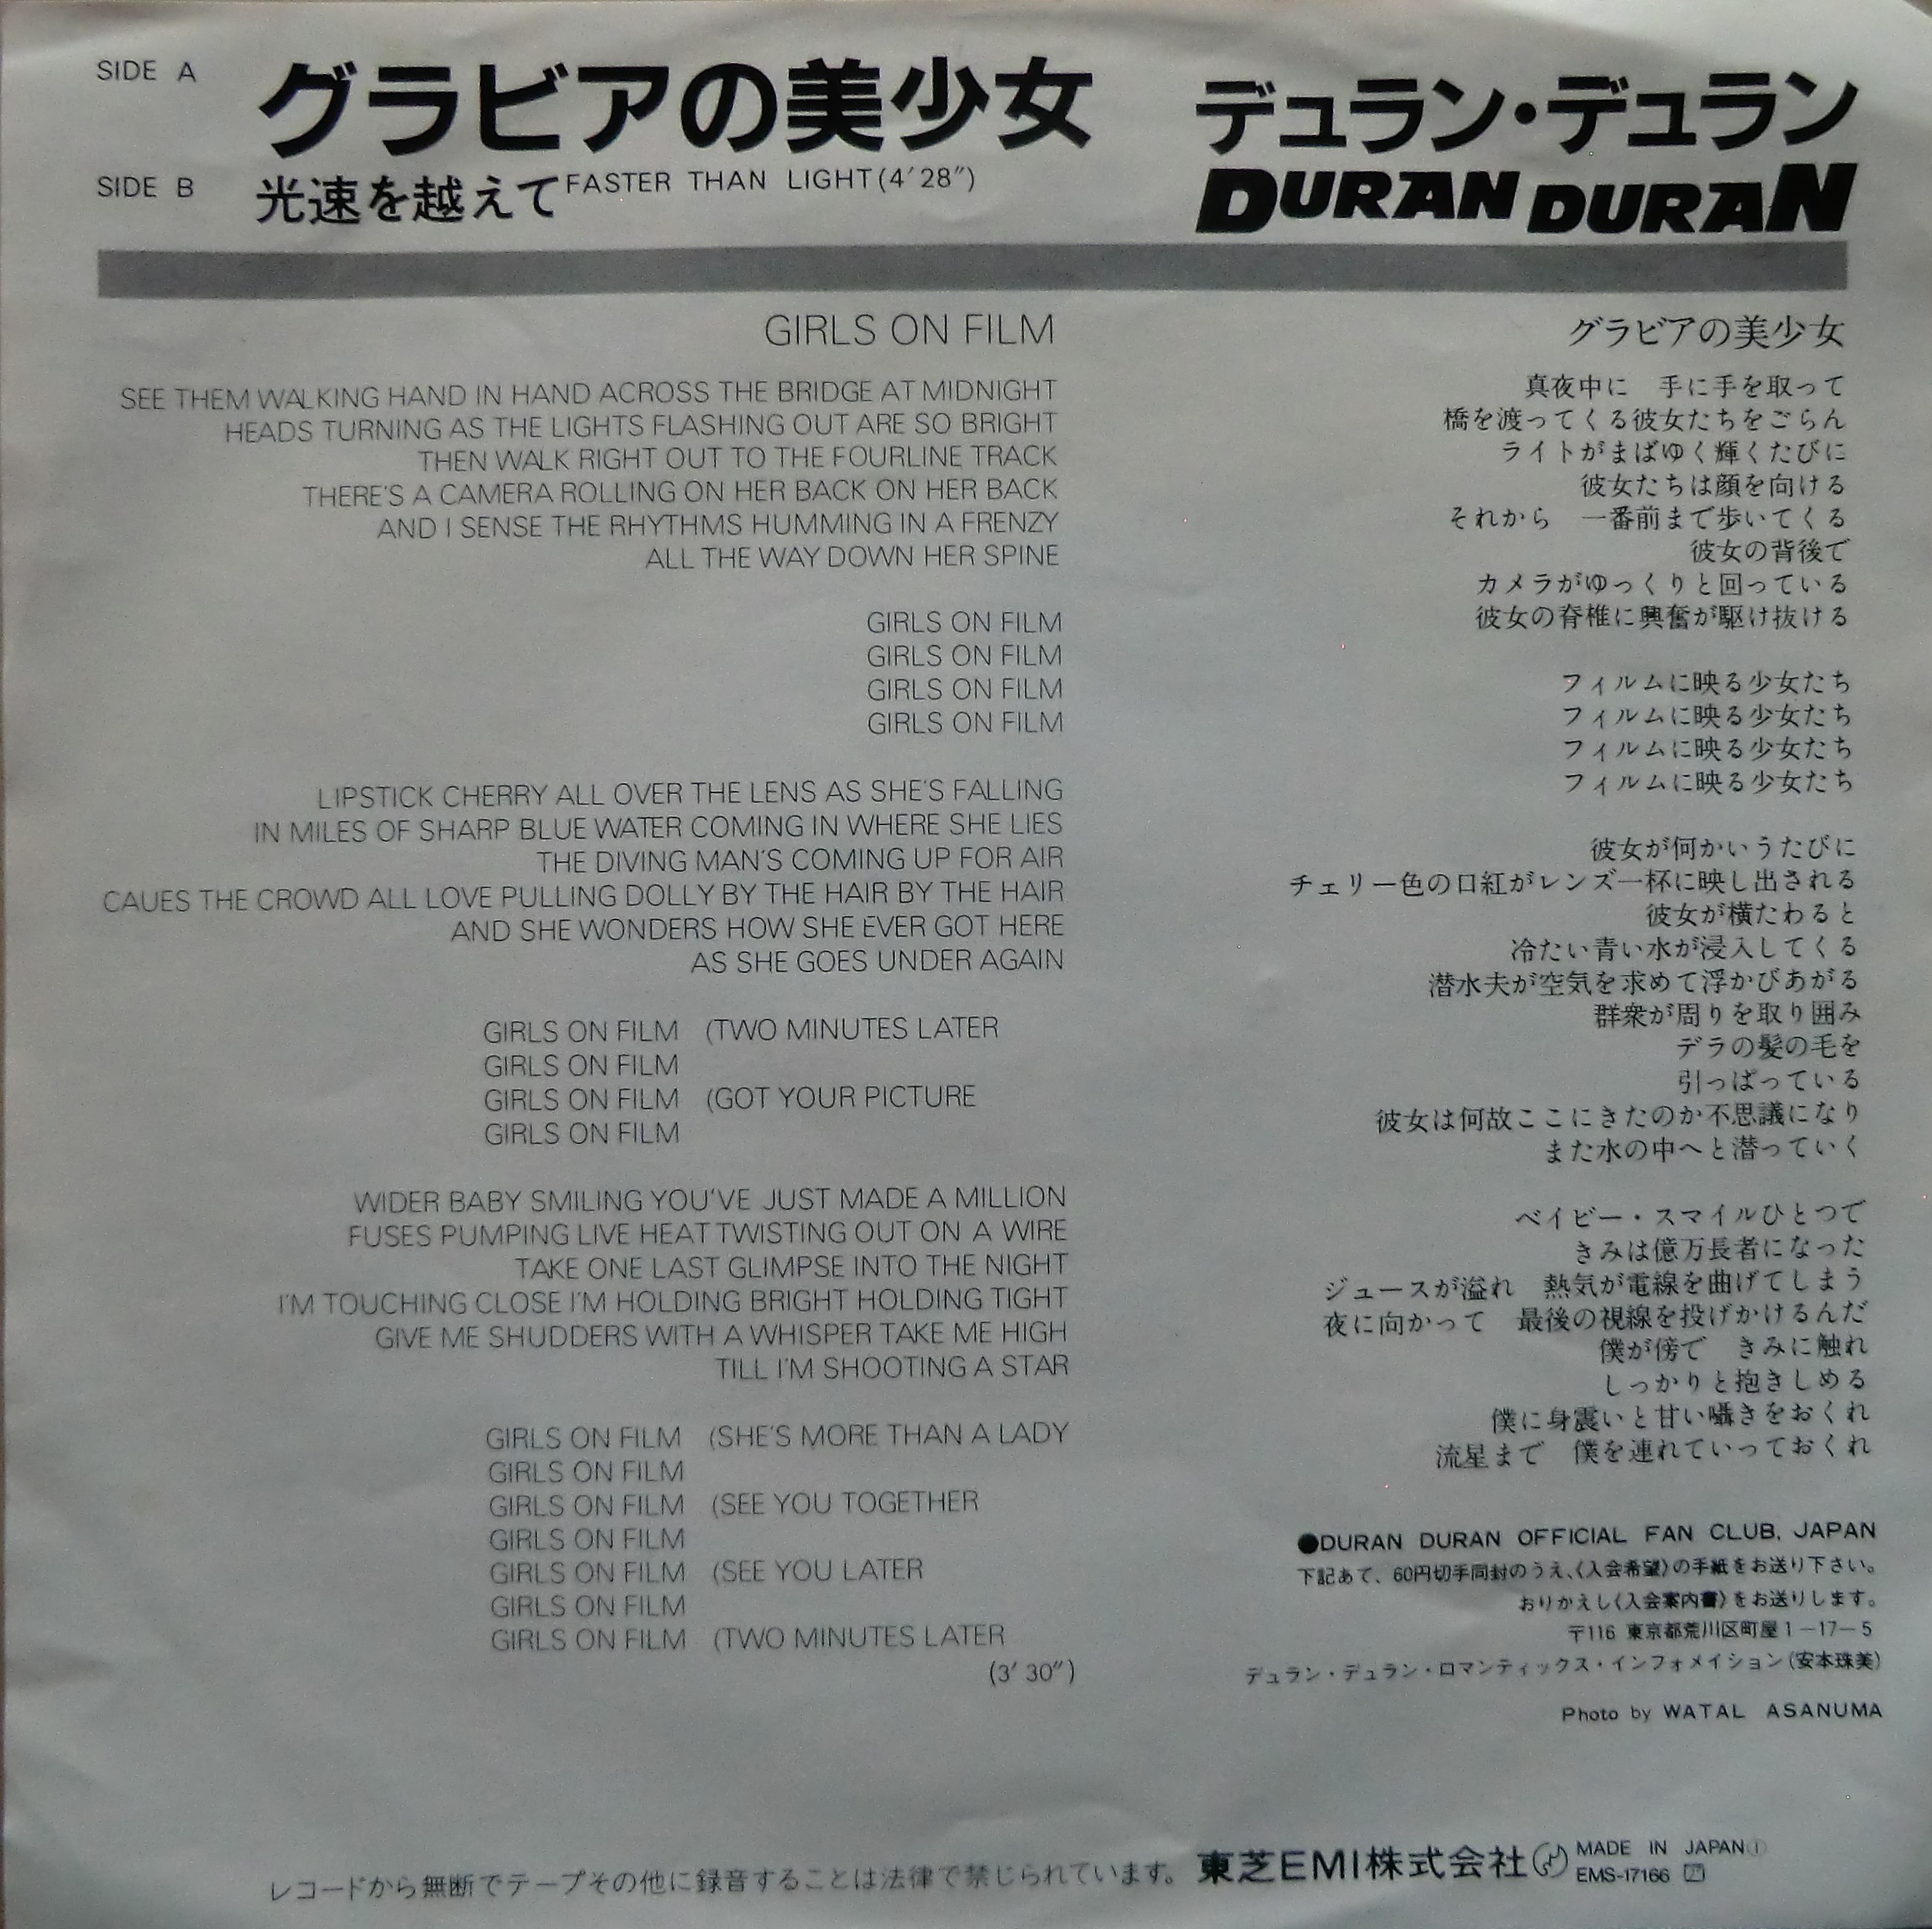 SIDE A グラビアの美少女
SIDE B 光速を越えて FASTER THAN LIGHT(4′28″)
デュラン・デュラン
DURAN DURAN
GIRLS ON FILM
SEE THEM WALKING HAND IN HAND ACROSS THE BRIDGE AT MIDNIGHT
HEADS TURNING AS THE LIGHTS FLASHING OUT ARE SO BRIGHT
THEN WALK RIGHT OUT TO THE FOURLINE TRACK
THERE'S A CAMERA ROLLING ON HER BACK ON HER BACK
AND I SENSE THE RHYTHMS HUMMING IN A FRENZY
ALL THE WAY DOWN HER SPINE
GIRLS ON FILM
GIRLS ON FILM
GIRLS ON FILM
GIRLS ON FILM
LIPSTICK CHERRY ALL OVER THE LENS AS SHE'S FALLING
IN MILES OF SHARP BLUE WATER COMING IN WHERE SHE LIES
THE DIVING MAN'S COMING UP FOR AIR
CAUES THE CROWD ALL LOVE PULLING DOLLY BY THE HAIR BY THE HAIR
AND SHE WONDERS HOW SHE EVER GOT HERE
AS SHE GOES UNDER AGAIN
GIRLS ON FILM (TWO MINUTES LATER
GIRLS ON FILM
GIRLS ON FILM (GOT YOUR PICTURE
GIRLS ON FILM
WIDER BABY SMILING YOU'VE JUST MADE A MILLION
FUSES PUMPING LIVE HEAT TWISTING OUT ON A WIRE
TAKE ONE LAST GLIMPSE INTO THE NIGHT
I'M TOUCHING CLOSE I'M HOLDING BRIGHT HOLDING TIGHT
GIVE ME SHUDDERS WITH A WHISPER TAKE ME HIGH
TILL I'M SHOOTING A STAR
GIRLS ON FILM (SHE'S MORE THAN A LADY
GIRLS ON FILM
GIRLS ON FILM (SEE YOU TOGETHER
GIRLS ON FILM
GIRLS ON FILM (SEE YOU LATER
GIRLS ON FILM
GIRLS ON FILM (TWO MINUTES LATER
(3′30″)
グラビアの美少女
真夜中に　手に手を取って
橋を渡ってくる彼女たちをごらん
ライトがまばゆく輝くたびに
彼女たちは顔を向ける
それから　一番前まで歩いてくる
彼女の背後で
カメラがゆっくりと回っている
彼女の脊椎に興奮が駆け抜ける
フィルムに映る少女たち
フィルムに映る少女たち
フィルムに映る少女たち
フィルムに映る少女たち
彼女が何かいうたびに
チェリー色の口紅がレンズ一杯に映し出される
彼女が横たわると
冷たい青い水が浸入してくる
潜水夫が空気を求めて浮かびあがる
群衆が周りを取り囲み
デラの髪の毛を
引っぱっている
彼女は何故ここにきたのか不思議になり
また水の中へと潜っていく
ベイビー・スマイルひとつで
きみは億万長者になった
ジュースが溢れ　熱気が電線を曲げてしまう
夜に向かって　最後の視線を投げかけるんだ
僕が傍で　きみに触れ
しっかりと抱きしめる
僕に身震いと甘い囁きをおくれ
流星まで　僕を連れていっておくれ
●DURAN DURAN OFFICIAL FAN CLUB, JAPAN
下記あて、60円切手同封のうえ、〈入会希望〉の手紙をお送り下さい。
おりかえし〈入会案内書〉をお送りします。
〒116 東京都荒川区町屋1－17－5
デュラン・デュラン・ロマンティックス・インフォメイション(安本珠美)
Photo by WATAL ASANUMA
レコードから無断でテープその他に録音することは法律で禁じられています。
東芝EMI株式会社 MADE IN JAPAN
EMS-17166